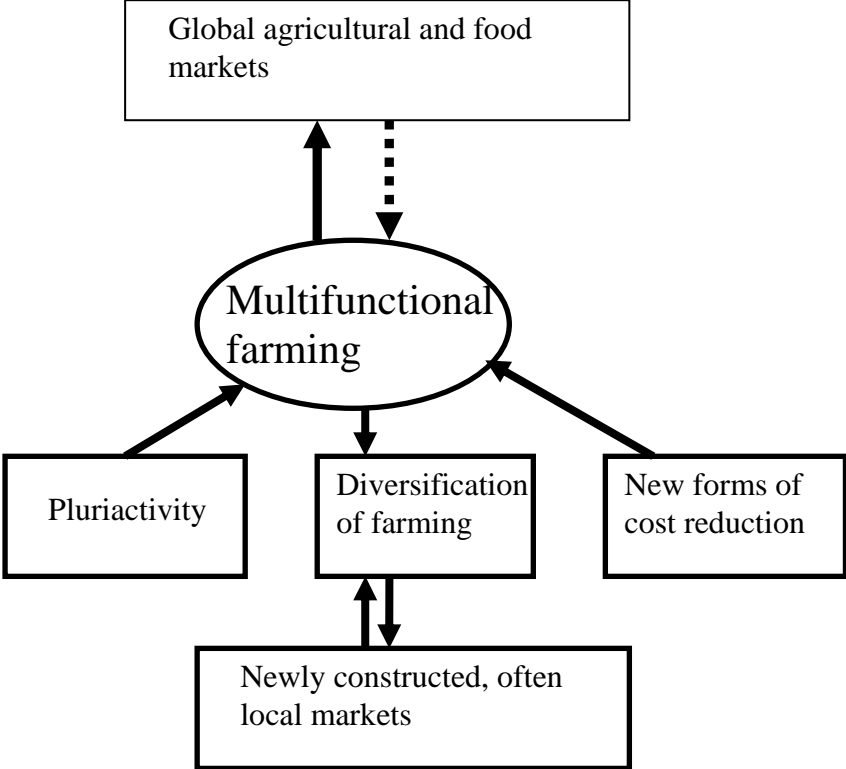 Global agricultural and food
markets
Multifunctional
farming
Pluriactivity
Diversification
of farming
New forms of
cost reduction
Newly constructed, often
local markets